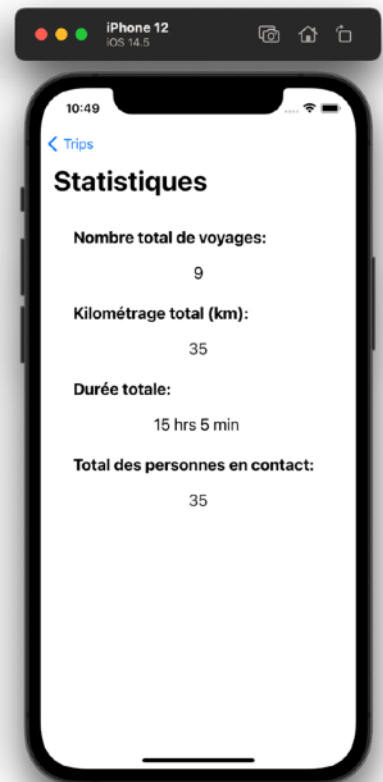 iPhone 12
iOS 14.5
10:49
Trips
Statistiques
Nombre total de voyages:
9
Kilométrage total (km):
35
Durée totale:
15 hrs 5 min
Total des personnes en contact:
35